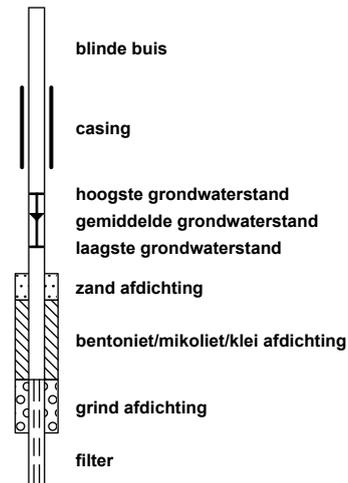 blinde buis
casing
hoogste grondwaterstand
gemiddelde grondwaterstand
laagste grondwaterstand
zand afdichting
bentoniet/mikoliet/klei afdichting
grind afdichting
filter